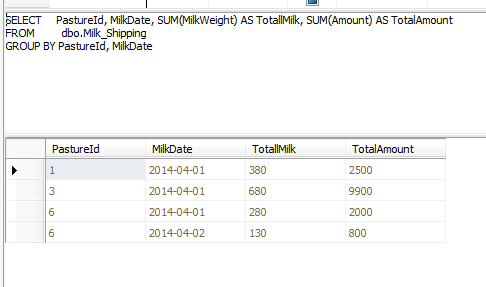 SELECT PastureId, MilkDate, SUM(MilkWeight) AS TotallMilk, SUM(Amount) AS TotalAmount
FROM dbo.Milk_Shipping
GROUP BY PastureId, MilkDate
PastureId MilkDate TotallMilk TotalAmount
1 2014-04-01 380 2500
3 2014-04-01 680 9900
6 2014-04-01 280 2000
6 2014-04-02 130 800